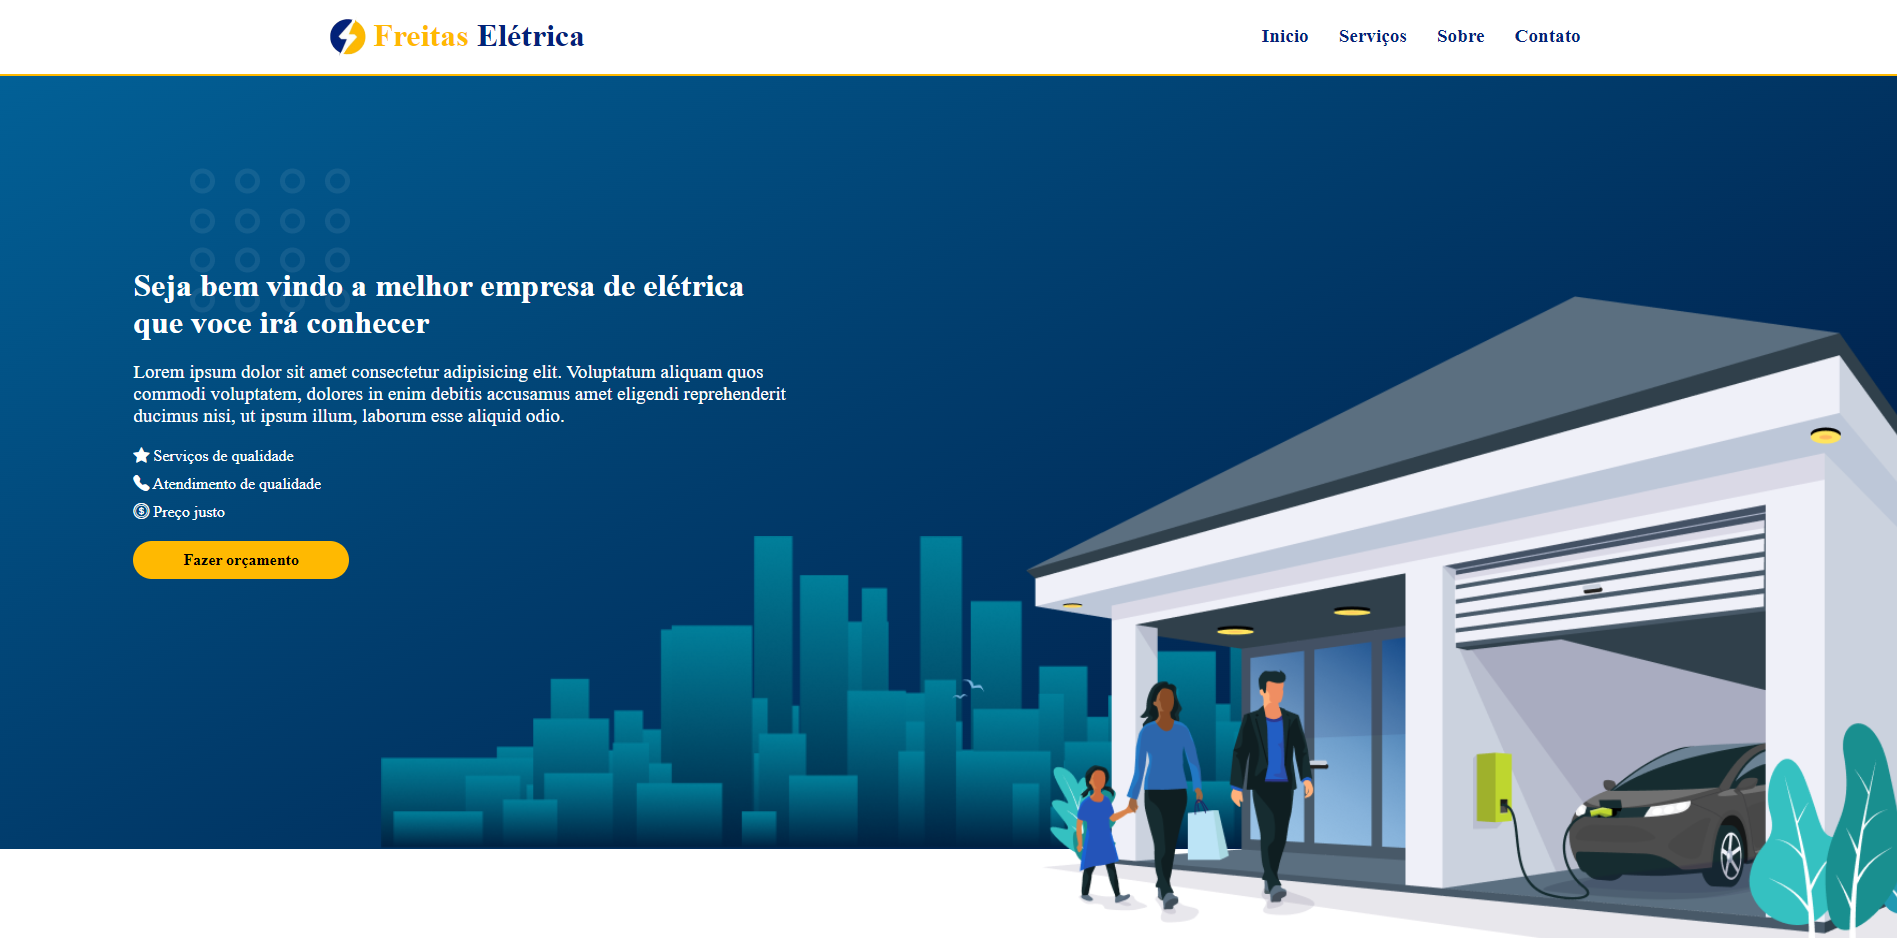 Freitas Elétrica
Inicio Serviços Sobre Contato
Seja bem vindo a melhor empresa de elétrica
que voce irá conhecer
Lorem ipsum dolor sit amet consectetur adipisicing elit. Voluptatum aliquam quos
commodi voluptatem, dolores in enim debitis accusamus amet eligendi reprehenderit
ducimus nisi, ut ipsum illum, laborum esse aliquid odio.
Serviços de qualidade
Atendimento de qualidade
Preço justo
Fazer orçamento